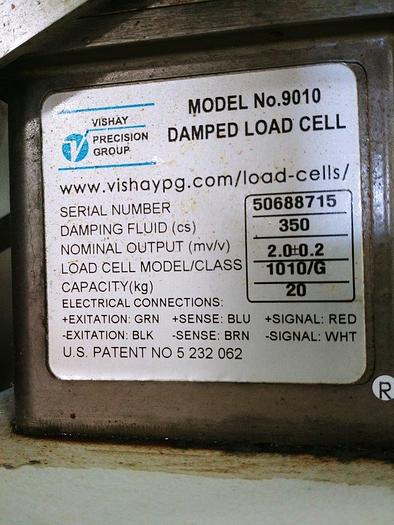 VISHAY
PRECISION
GROUP
MODEL No.9010
DAMPED LOAD CELL
www.vishaypg.com/load-cells/
SERIAL NUMBER 50688715
DAMPING FLUID (cs) 350
NOMINAL OUTPUT (mv/v) 2.0±0.2
LOAD CELL MODEL/CLASS 1010/G
CAPACITY(kg) 20
ELECTRICAL CONNECTIONS:
+EXITATION: GRN +SENSE: BLU +SIGNAL: RED
-EXITATION: BLK -SENSE: BRN -SIGNAL: WHT
U.S. PATENT NO 5 232 062
R